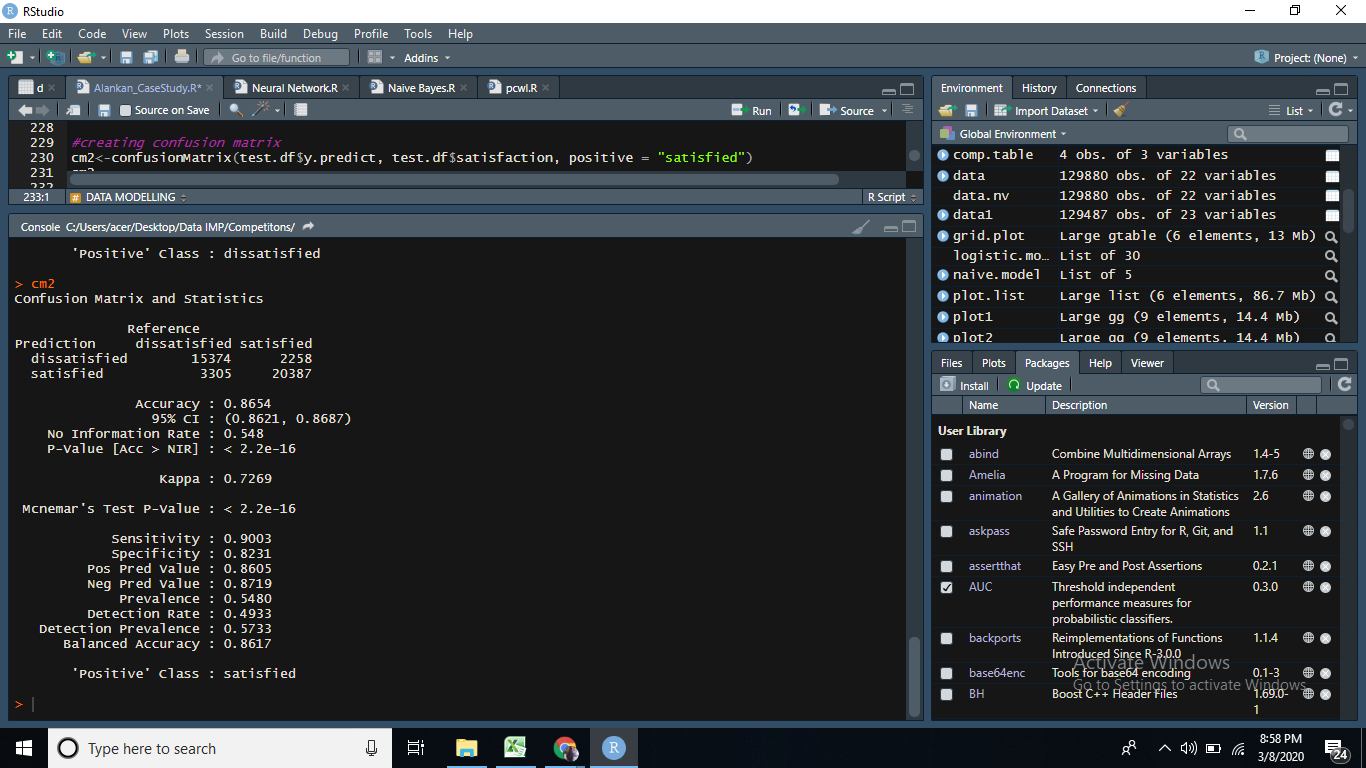 RStudio
File Edit Code View Plots Session Build Debug Profile Tools Help
Go to file/function Addins Project: (None)
d Alankan_CaseStudy.R* Neural Network.R Naive Bayes.R pcwl.R
Source on Save Run Source
228
229 #creating confusion matrix
230 cm2<-confusionMatrix(test.df$y.predict, test.df$satisfaction, positive = "satisfied")
231 cm2
232
233:1 # DATA MODELLING R Script
Console C:/Users/acer/Desktop/Data IMP/Competitons/
'Positive' Class : dissatisfied
> cm2
Confusion Matrix and Statistics
Reference
Prediction dissatisfied satisfied
dissatisfied 15374 2258
satisfied 3305 20387
Accuracy : 0.8654
95% CI : (0.8621, 0.8687)
No Information Rate : 0.548
P-Value [Acc > NIR] : < 2.2e-16
Kappa : 0.7269
Mcnemar's Test P-Value : < 2.2e-16
Sensitivity : 0.9003
Specificity : 0.8231
Pos Pred Value : 0.8605
Neg Pred Value : 0.8719
Prevalence : 0.5480
Detection Rate : 0.4933
Detection Prevalence : 0.5733
Balanced Accuracy : 0.8617
'Positive' Class : satisfied
>
Environment History Connections
Import Dataset List
Global Environment
comp.table 4 obs. of 3 variables
data 129880 obs. of 22 variables
data.nv 129880 obs. of 22 variables
data1 129487 obs. of 23 variables
grid.plot Large gtable (6 elements, 13 Mb)
logistic.mo… List of 30
naive.model List of 5
plot.list Large list (6 elements, 86.7 Mb)
plot1 Large gg (9 elements, 14.4 Mb)
plot2 Large gg (9 elements, 14.4 Mb)
Files Plots Packages Help Viewer
Install Update
Name Description Version
User Library
abind Combine Multidimensional Arrays 1.4-5
Amelia A Program for Missing Data 1.7.6
animation A Gallery of Animations in Statistics 2.6
and Utilities to Create Animations
askpass Safe Password Entry for R, Git, and 1.1
SSH
assertthat Easy Pre and Post Assertions 0.2.1
AUC Threshold independent 0.3.0
performance measures for
probabilistic classifiers.
backports Reimplementations of Functions 1.1.4
Introduced Since R-3.0.0
base64enc Tools for base64 encoding 0.1-3
BH Boost C++ Header Files 1.69.0-
1
Activate Windows
Go to Settings to activate Windows.
Type here to search
8:58 PM
3/8/2020
24